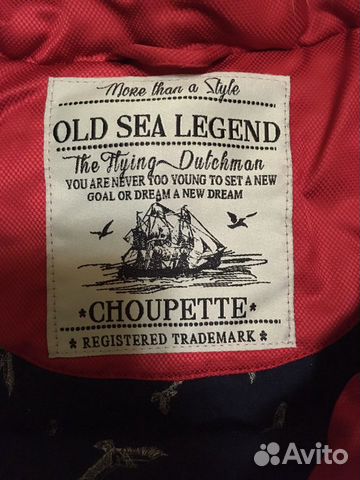 More than a Style
OLD SEA LEGEND
The Flying Dutchman
YOU ARE NEVER TOO YOUNG TO SET A NEW
GOAL OR DREAM A NEW DREAM
* CHOUPETTE *
* REGISTERED TRADEMARK *
Avito